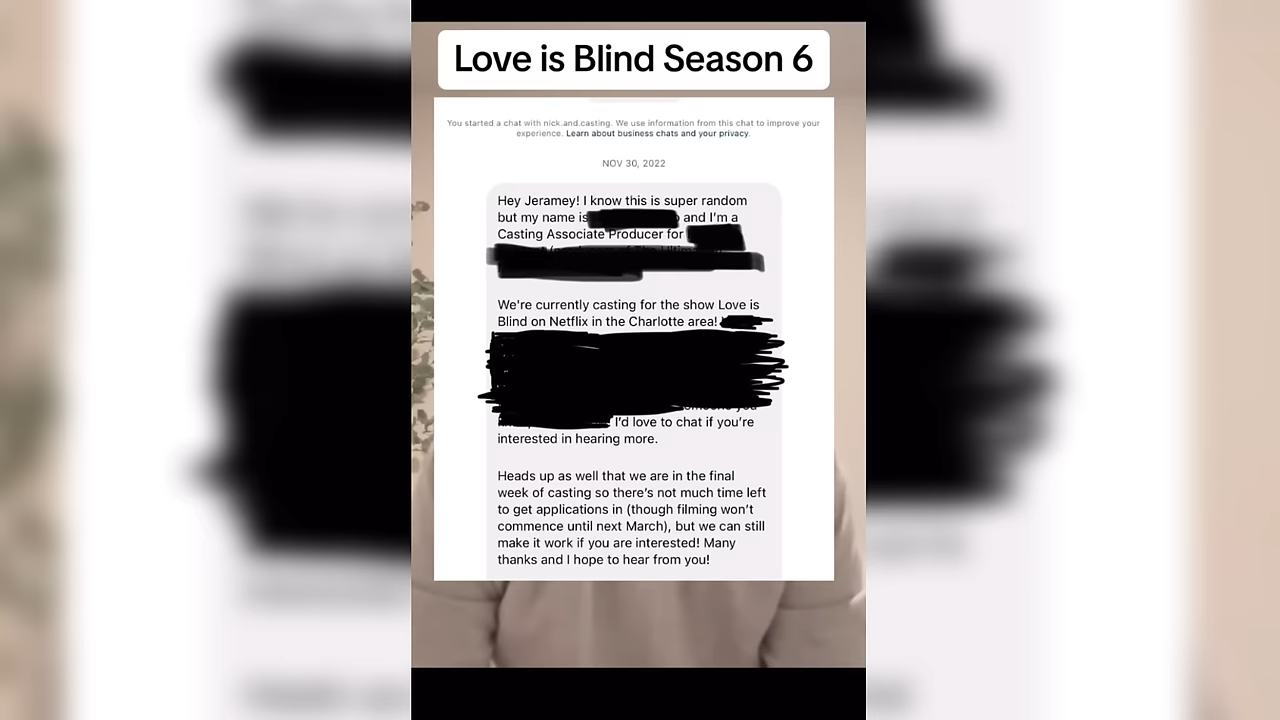 Love is Blind Season 6
You started a chat with nick.and.casting. We use information from this chat to improve your
experience. Learn about business chats and your privacy.
NOV 30, 2022
Hey Jeramey! I know this is super random
but my name is and I'm a
Casting Associate Producer for
We're currently casting for the show Love is
Blind on Netflix in the Charlotte area!
someone you
I'd love to chat if you're
interested in hearing more.
Heads up as well that we are in the final
week of casting so there's not much time left
to get applications in (though filming won't
commence until next March), but we can still
make it work if you are interested! Many
thanks and I hope to hear from you!